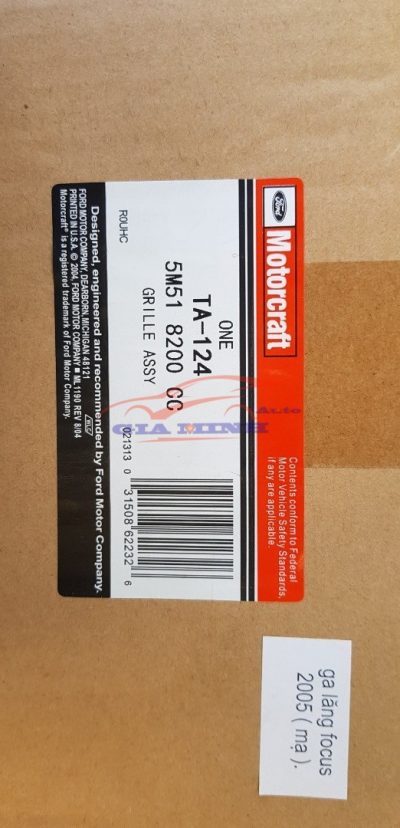 Ford
Motorcraft
Contents conform to Federal
Motor Vehicle Safety Standards,
if any are applicable.
ONE
TA-124
5M51 8200 CC
GRILLE ASSY
R0UHC
021313
0 31508 62232 6
Auto
GIA MINH
Designed, engineered and recommended by Ford Motor Company.
FORD MOTOR COMPANY, DEARBORN, MICHIGAN 48121
PRINTED IN U.S.A. © 2004, FORD MOTOR COMPANY ■ ML1190 REV 8/04
Motorcraft® is a registered trademark of Ford Motor Company.
ga lăng focus
2005 ( mạ ).